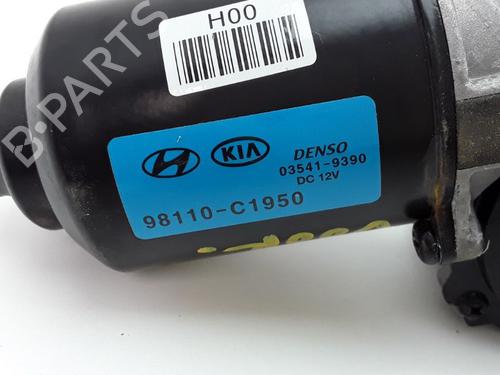 H00
B-PARTS
KIA
DENSO
03541-9390
DC 12V
98110-C1950